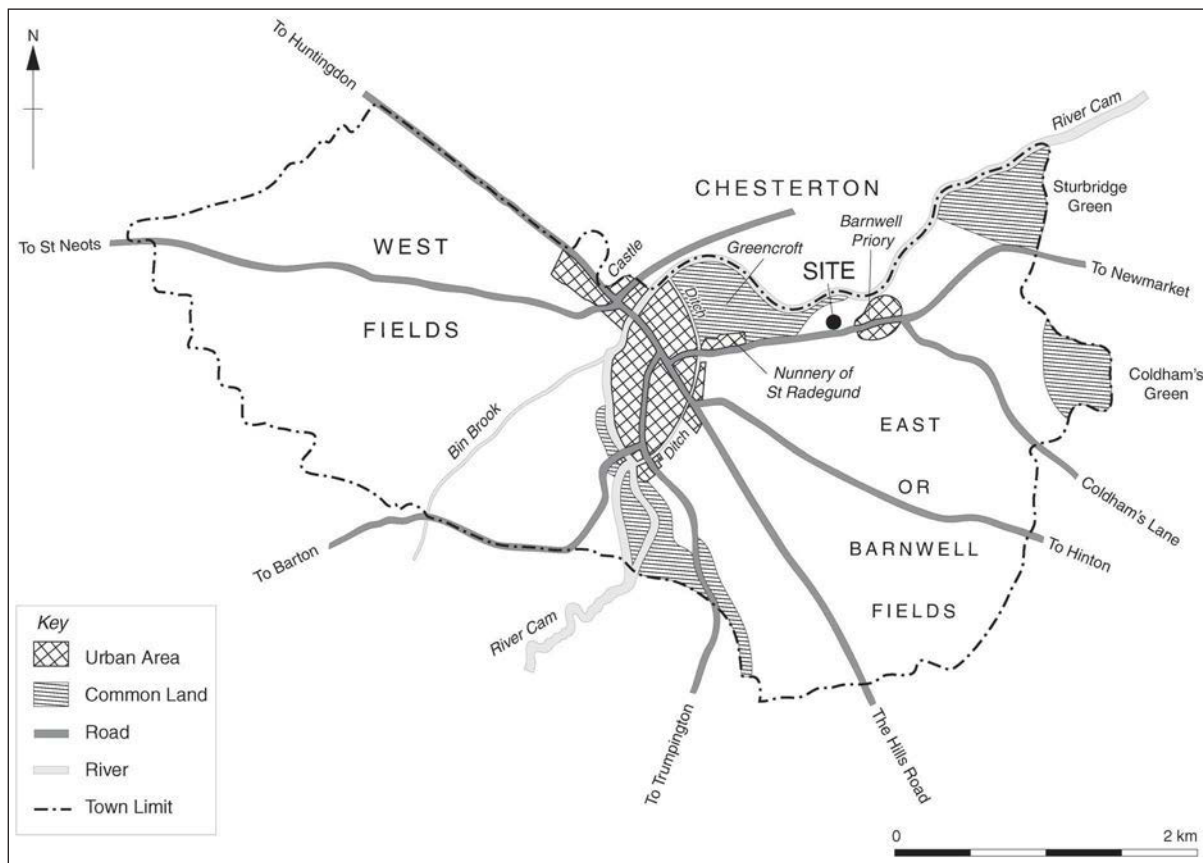 N
To Huntingdon
River Cam
CHESTERTON
Sturbridge
Green
Barnwell
Priory
To St Neots
WEST
Castle
Greencroft
SITE
To Newmarket
Ditch
FIELDS
Nunnery of
St Radegund
Coldham's
Green
Bin Brook
EAST
Ditch
OR
Coldham's Lane
To Barton
BARNWELL
To Hinton
FIELDS
River Cam
Key
Urban Area
Common Land
Road
River
Town Limit
To Trumpington
The Hills Road
0
2 km